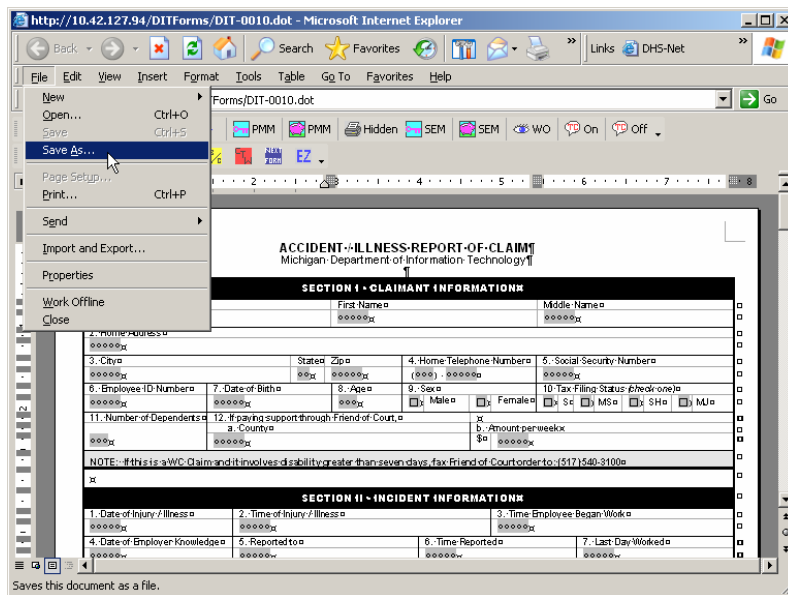 http://10.42.127.94/DITForms/DIT-0010.dot - Microsoft Internet Explorer
Back Search Favorites » Links DHS-Net »
File Edit View Insert Format Tools Table Go To Favorites Help
Forms/DIT-0010.dot Go
New
Open... Ctrl+O
Save Ctrl+S
Save As...
Page Setup...
Print... Ctrl+P
Send
Import and Export...
Properties
Work Offline
Close
PMM PMM Hidden SEM SEM WO On Off
NEXT FORM EZ
2 3 4 5 6 7 8
ACCIDENT·/·ILLNESS·REPORT·OF·CLAIM¶
Michigan·Department·of·Information·Technology¶
¶
SECTION I·-·CLAIMANT·INFORMATION¤
First·Name¤ Middle·Name¤
2.·Home·Address¤
3.·City¤ State¤ Zip¤ 4.·Home·Telephone·Number¤ 5.·Social·Security·Number¤
6.·Employee·ID·Number¤ 7.·Date·of·Birth¤ 8.·Age¤ 9.·Sex¤ 10·Tax·Filing·Status·(check·one)¤
Male¤ Female¤ S¤ MS¤ SH¤ MJ¤
11.·Number·of·Dependents¤ 12.·If·paying·support·through·Friend·of·Court,¤
a.·County¤ b.·Amount·per·week¤
$¤
NOTE:··If·this·is·a·WC·Claim·and·it·involves·disability·greater·than·seven·days,·fax·Friend·of·Court·order·to:·(517)·540-3100¤
SECTION II·-·INCIDENT·INFORMATION¤
1.·Date·of·Injury·/·Illness¤ 2.·Time·of·Injury·/·Illness¤ 3.·Time·Employee·Began·Work¤
4.·Date·of·Employer·Knowledge¤ 5.·Reported·to¤ 6.·Time·Reported¤ 7.·Last·Day·Worked¤
Saves this document as a file.